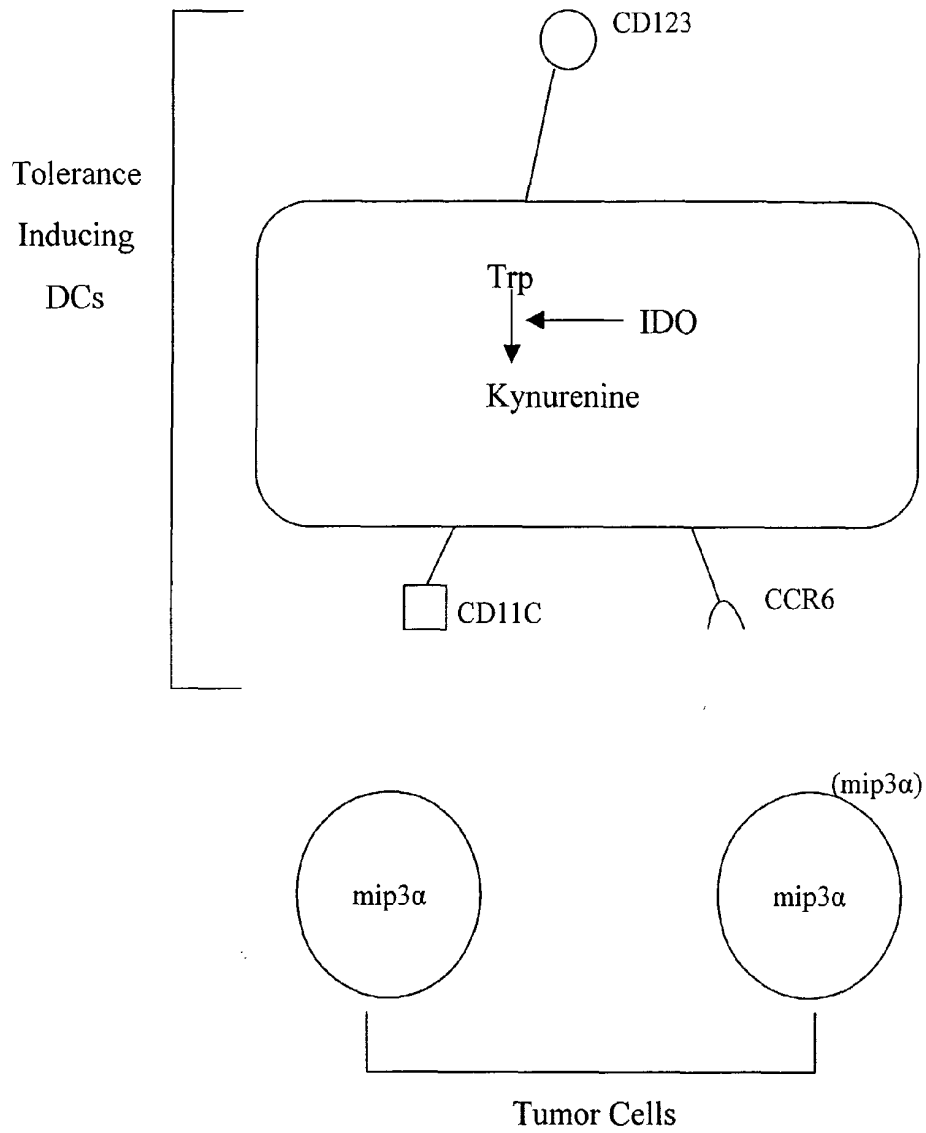 CD123
Tolerance
Inducing
DCs
Trp
IDO
Kynurenine
CD11C
CCR6
(mip3α)
mip3α
mip3α
Tumor Cells